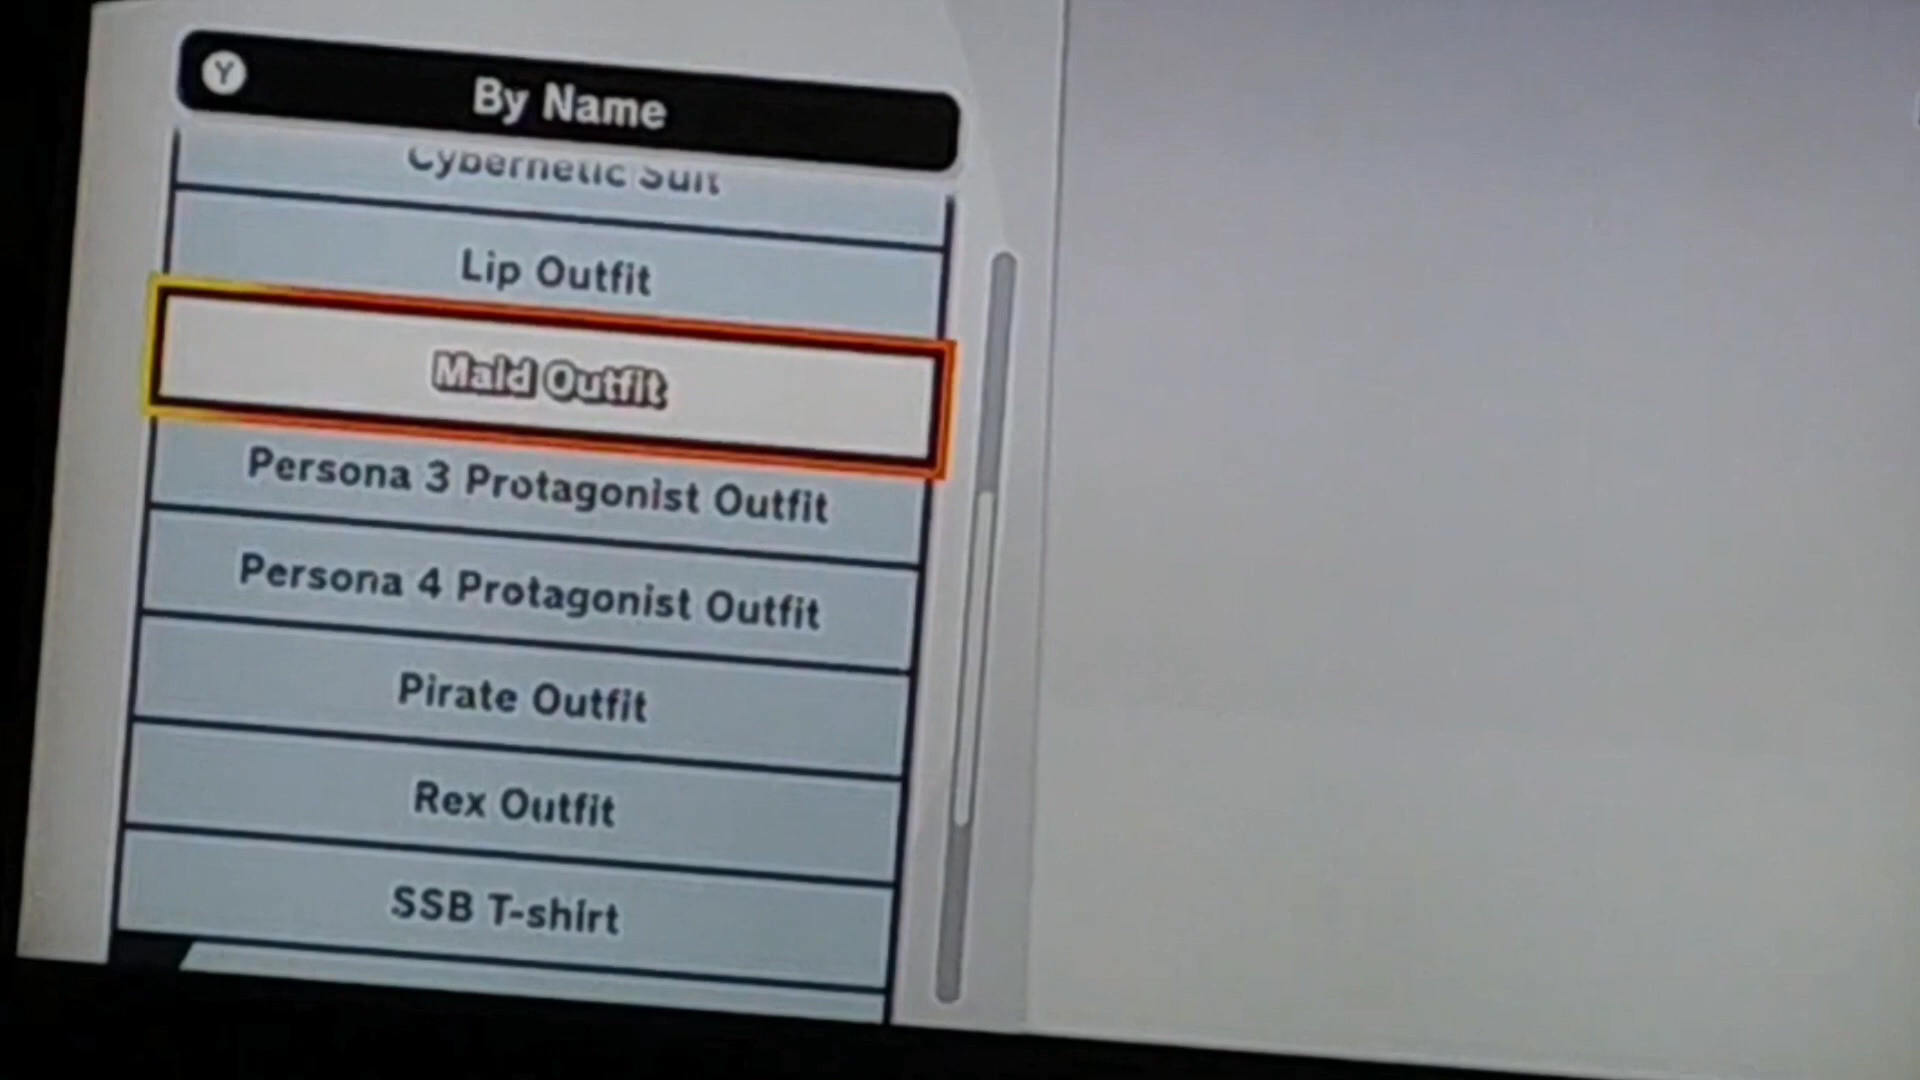 Y
By Name
Cybernetic Suit
Lip Outfit
Maid Outfit
Persona 3 Protagonist Outfit
Persona 4 Protagonist Outfit
Pirate Outfit
Rex Outfit
SSB T-shirt